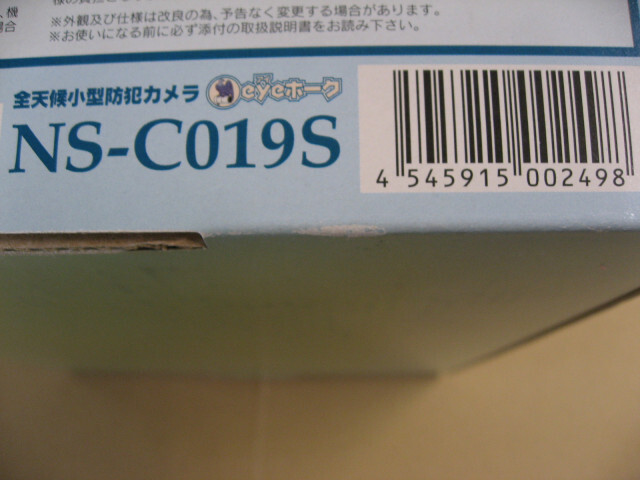 ※外観及び仕様は改良の為、予告なく変更する場合があります。
※お使いになる前に必ず添付の取扱説明書をお読み下さい。
、機
場合
全天候小型防犯カメラ eyeホーク
NS-C019S
4 545915 002498